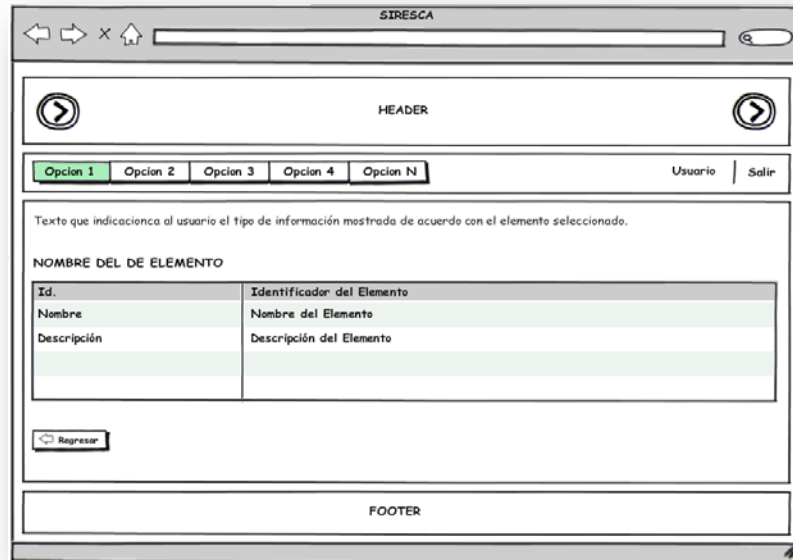 SIRESCA
HEADER
Opcion 1 Opcion 2 Opcion 3 Opcion 4 Opcion N Usuario Salir
Texto que indicacionca al usuario el tipo de información mostrada de acuerdo con el elemento seleccionado.
NOMBRE DEL DE ELEMENTO
Id. Identificador del Elemento
Nombre Nombre del Elemento
Descripción Descripción del Elemento
Regresar
FOOTER